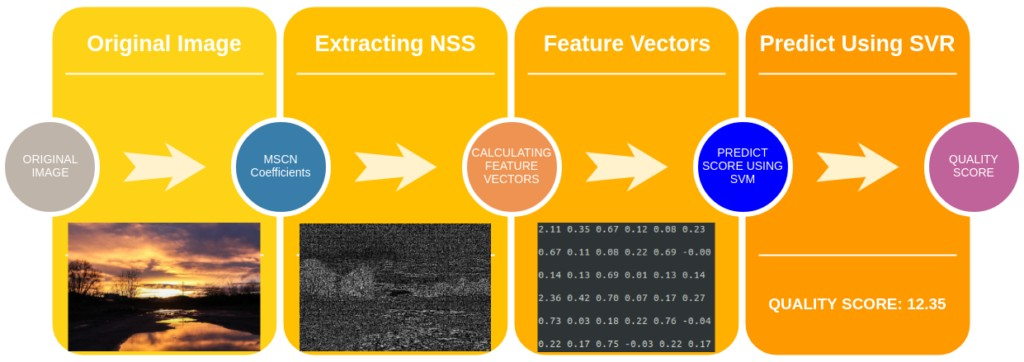 Original Image
Extracting NSS
Feature Vectors
Predict Using SVR
ORIGINAL
IMAGE
MSCN
Coefficients
CALCULATING
FEATURE
VECTORS
PREDICT
SCORE USING
SVM
QUALITY
SCORE
2.11 0.35 0.67 0.12 0.08 0.23
0.67 0.11 0.08 0.22 0.69 -0.00
0.14 0.13 0.69 0.01 0.13 0.14
2.36 0.42 0.70 0.07 0.17 0.27
0.73 0.03 0.18 0.22 0.76 -0.04
0.22 0.17 0.75 -0.03 0.22 0.17
QUALITY SCORE: 12.35